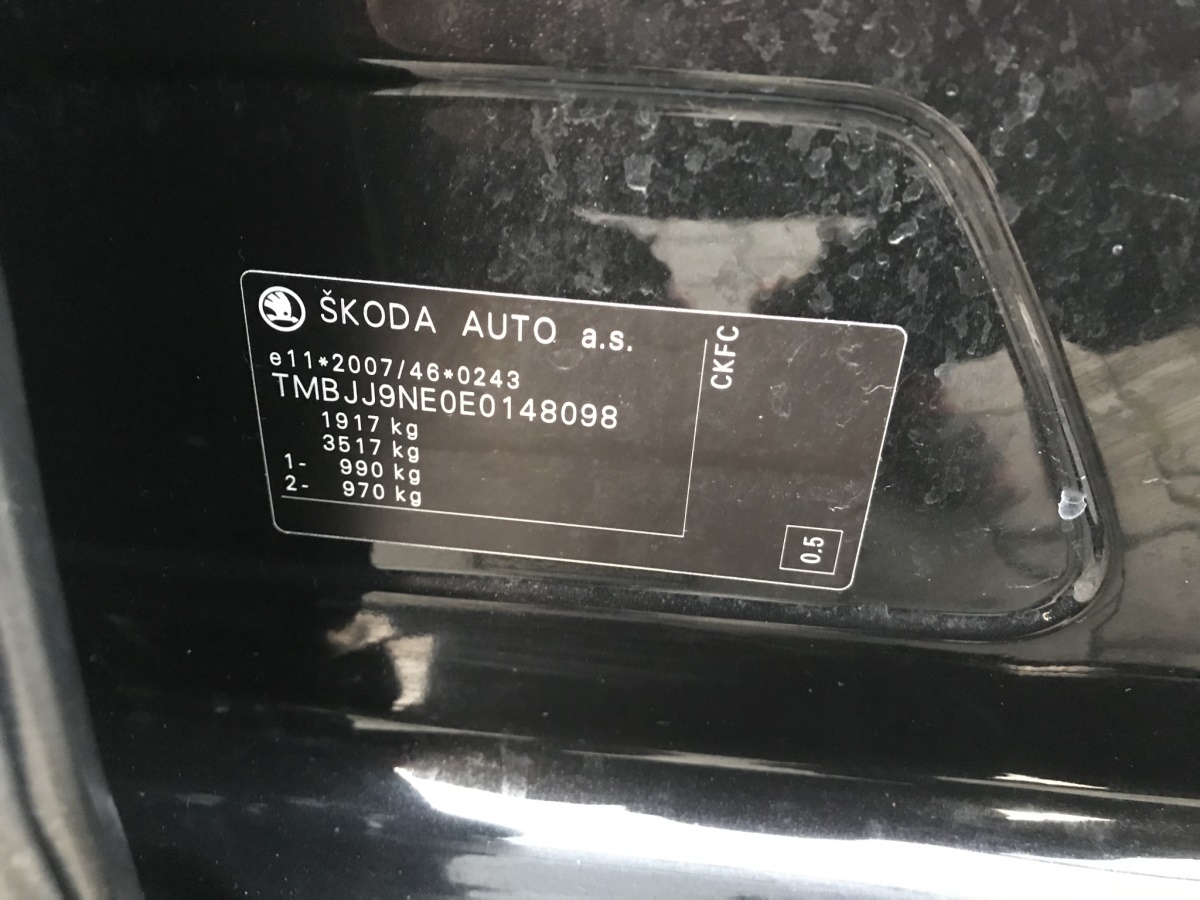 ŠKODA AUTO a.s.
e11*2007/46*0243
TMBJJ9NE0E0148098
1917 kg
3517 kg
1- 990 kg
2- 970 kg
CKFC
0.5